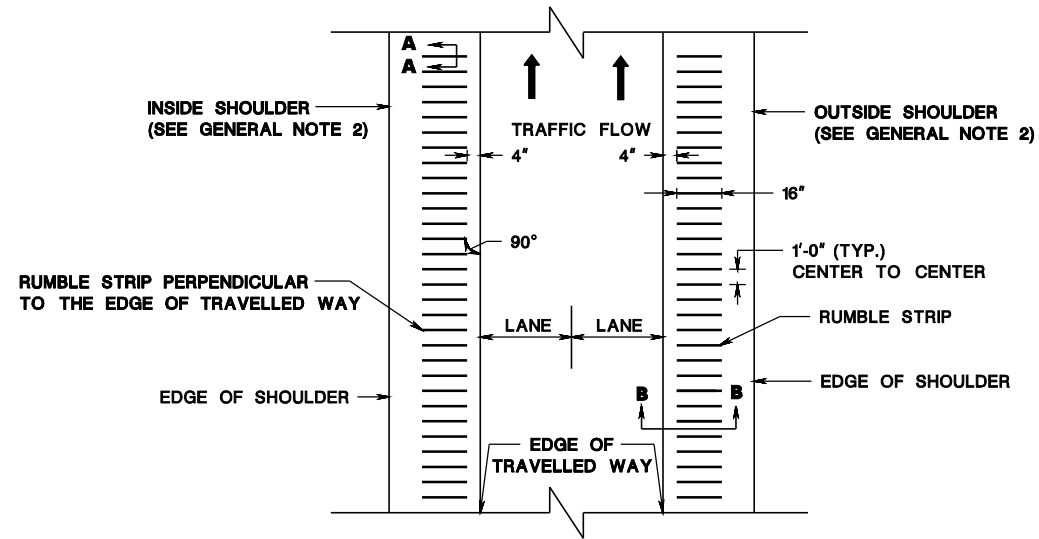 A
A
INSIDE SHOULDER
(SEE GENERAL NOTE 2)
OUTSIDE SHOULDER
(SEE GENERAL NOTE 2)
TRAFFIC FLOW
4"
4"
16"
90°
1'-0" (TYP.)
CENTER TO CENTER
RUMBLE STRIP PERPENDICULAR
TO THE EDGE OF TRAVELLED WAY
LANE
LANE
RUMBLE STRIP
EDGE OF SHOULDER
EDGE OF SHOULDER
B
B
EDGE OF
TRAVELLED WAY